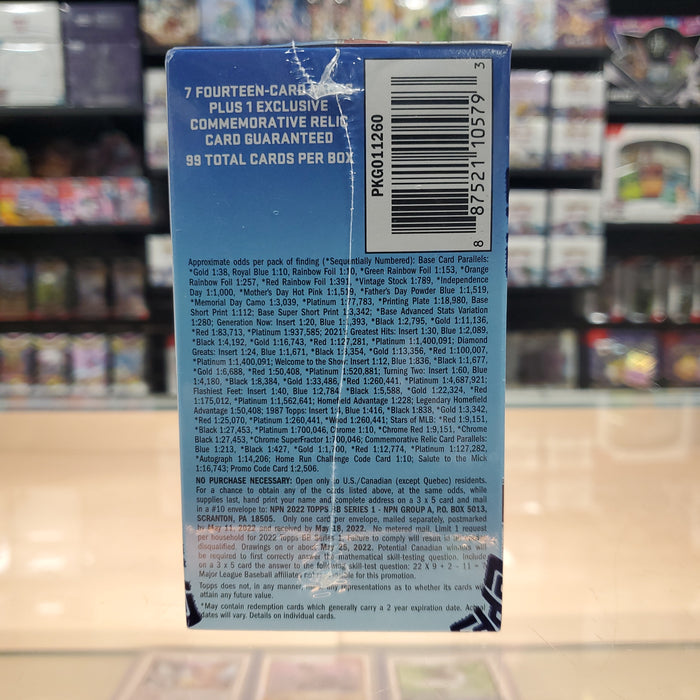 7 FOURTEEN-CARD
PLUS 1 EXCLUSIVE
COMMEMORATIVE RELIC
CARD GUARANTEED
99 TOTAL CARDS PER BOX
PKG011260
8 87521 10579 3
Approximate odds per pack of finding (*Sequentially Numbered): Base Card Parallels:
*Gold 1:38, Royal Blue 1:10, Rainbow Foil 1:10, *Green Rainbow Foil 1:153, *Orange
Rainbow Foil 1:257, *Red Rainbow Foil 1:391, *Vintage Stock 1:789, *Independence
Day 1:1,000, *Mother's Day Hot Pink 1:1,519, *Father's Day Powder Blue 1:1,519,
*Memorial Day Camo 1:3,039, *Platinum 1:77,783, *Printing Plate 1:18,980, Base
Short Print 1:112; Base Super Short Print 1:3,342; *Base Advanced Stats Variation
1:280; Generation Now: Insert 1:20, Blue 1:1,393, *Black 1:2,795, *Gold 1:11,136,
*Red 1:83,713, *Platinum 1:937,585; 2021 Greatest Hits: Insert 1:30, Blue 1:2,089,
*Black 1:4,192, *Gold 1:16,743, *Red 1:127,281, *Platinum 1:1,400,091; Diamond
Greats: Insert 1:24, Blue 1:1,671, *Black 1:3,354, *Gold 1:13,356, *Red 1:100,007,
*Platinum 1:1,400,091; Welcome to the Show: Insert 1:12, Blue 1:836, *Black 1:1,677,
*Gold 1:6,688, *Red 1:50,408, *Platinum 1:520,881; Turning Two: Insert 1:60, Blue
1:4,180, *Black 1:8,384, *Gold 1:33,486, *Red 1:260,441, *Platinum 1:4,687,921;
Flashiest Feet: Insert 1:40, Blue 1:2,784, *Black 1:5,588, *Gold 1:22,324, *Red
1:175,012, *Platinum 1:1,562,641; Homefield Advantage 1:228; Legendary Homefield
Advantage 1:50,408; 1987 Topps: Insert 1:4, Blue 1:416, *Black 1:838, *Gold 1:3,342,
*Red 1:25,070, *Platinum 1:260,441, *Wood 1:260,441; Stars of MLB: *Red 1:9,151,
*Black 1:27,453, *Platinum 1:700,046, Chrome 1:10, *Chrome Red 1:9,151, *Chrome
Black 1:27,453, *Chrome SuperFractor 1:700,046; Commemorative Relic Card Parallels:
Blue 1:213, *Black 1:427, *Gold 1:1,700, *Red 1:12,774, *Platinum 1:127,282,
*Autograph 1:14,206; Home Run Challenge Code Card 1:10; Salute to the Mick
1:16,743; Promo Code Card 1:2,506.
NO PURCHASE NECESSARY: Open only to U.S./Canadian (except Quebec) residents.
For a chance to obtain any of the cards listed above, at the same odds, while
supplies last, hand print your name and complete address on a 3 x 5 card and mail
in a #10 envelope to: NPN 2022 TOPPS BB SERIES 1 - NPN GROUP A, P.O. BOX 5013,
SCRANTON, PA 18505. Only one card per envelope, mailed separately, postmarked
by May 11, 2022 and received by May 18, 2022. No metered mail. Limit 1 request
per household for 2022 Topps BB Series 1. Failure to comply will result in
disqualified. Drawings on or about May 25, 2022. Potential Canadian winners will
be required to first correctly answer the mathematical skill-testing question. Include
on a 3 x 5 card the answer to the following skill-test question: 22 X 9 + 2 - 11 =
Major League Baseball affiliates responsible for this promotion.
Topps does not, in any manner, make any representations as to whether its cards will
attain any future value.
*May contain redemption cards which generally carry a 2 year expiration date. Actual
dates will vary. Details on individual cards.